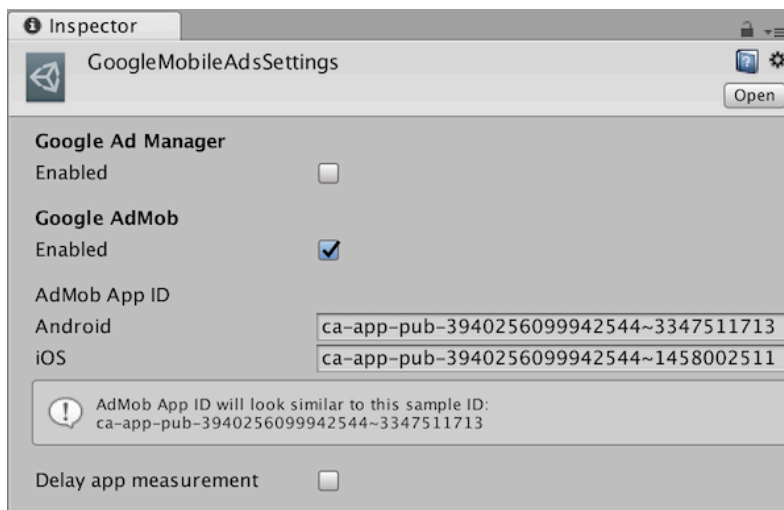 Inspector
GoogleMobileAdsSettings
Open
Google Ad Manager
Enabled
Google AdMob
Enabled
AdMob App ID
Android ca-app-pub-3940256099942544~3347511713
iOS ca-app-pub-3940256099942544~1458002511
AdMob App ID will look similar to this sample ID:
ca-app-pub-3940256099942544~3347511713
Delay app measurement